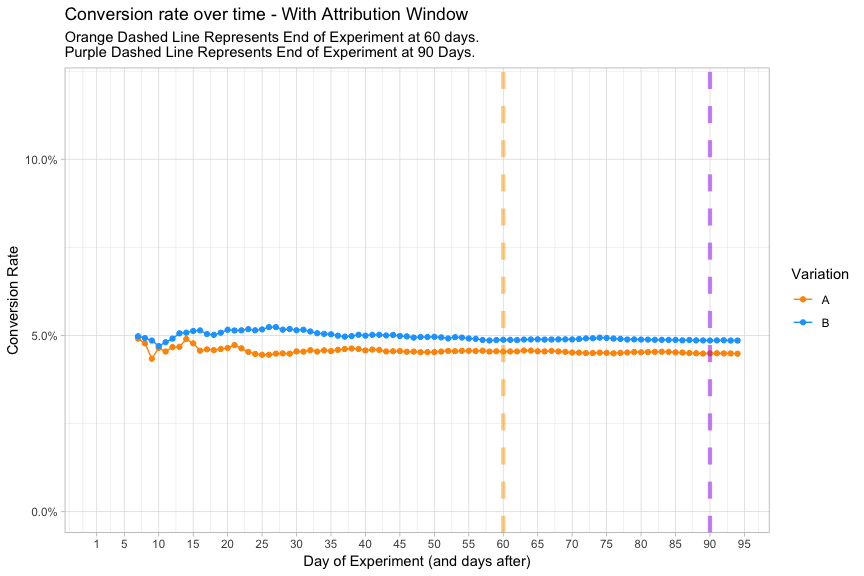 Conversion rate over time - With Attribution Window
Orange Dashed Line Represents End of Experiment at 60 days.
Purple Dashed Line Represents End of Experiment at 90 Days.
10.0%
5.0%
0.0%
Conversion Rate
1 5 10 15 20 25 30 35 40 45 50 55 60 65 70 75 80 85 90 95
Day of Experiment (and days after)
Variation
A
B